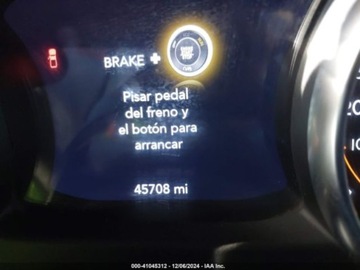 BRAKE +
Pisar pedal
del freno y
el botón para
arrancar
45708 mi
000-41045312 - 12/06/2024 - IAA Inc.